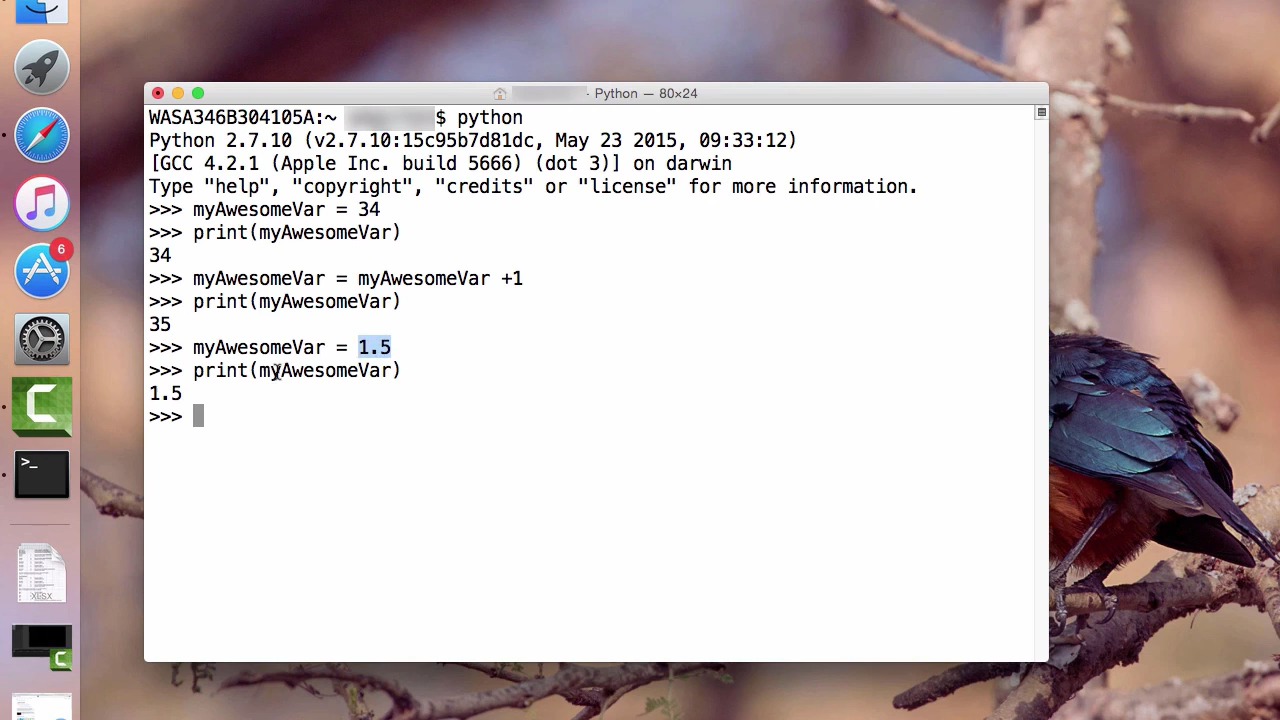 · Python — 80×24
WASA346B304105A:~ $ python
Python 2.7.10 (v2.7.10:15c95b7d81dc, May 23 2015, 09:33:12)
[GCC 4.2.1 (Apple Inc. build 5666) (dot 3)] on darwin
Type "help", "copyright", "credits" or "license" for more information.
>>> myAwesomeVar = 34
>>> print(myAwesomeVar)
34
>>> myAwesomeVar = myAwesomeVar +1
>>> print(myAwesomeVar)
35
>>> myAwesomeVar = 1.5
>>> print(myAwesomeVar)
1.5
>>>
6
>_
XLSX